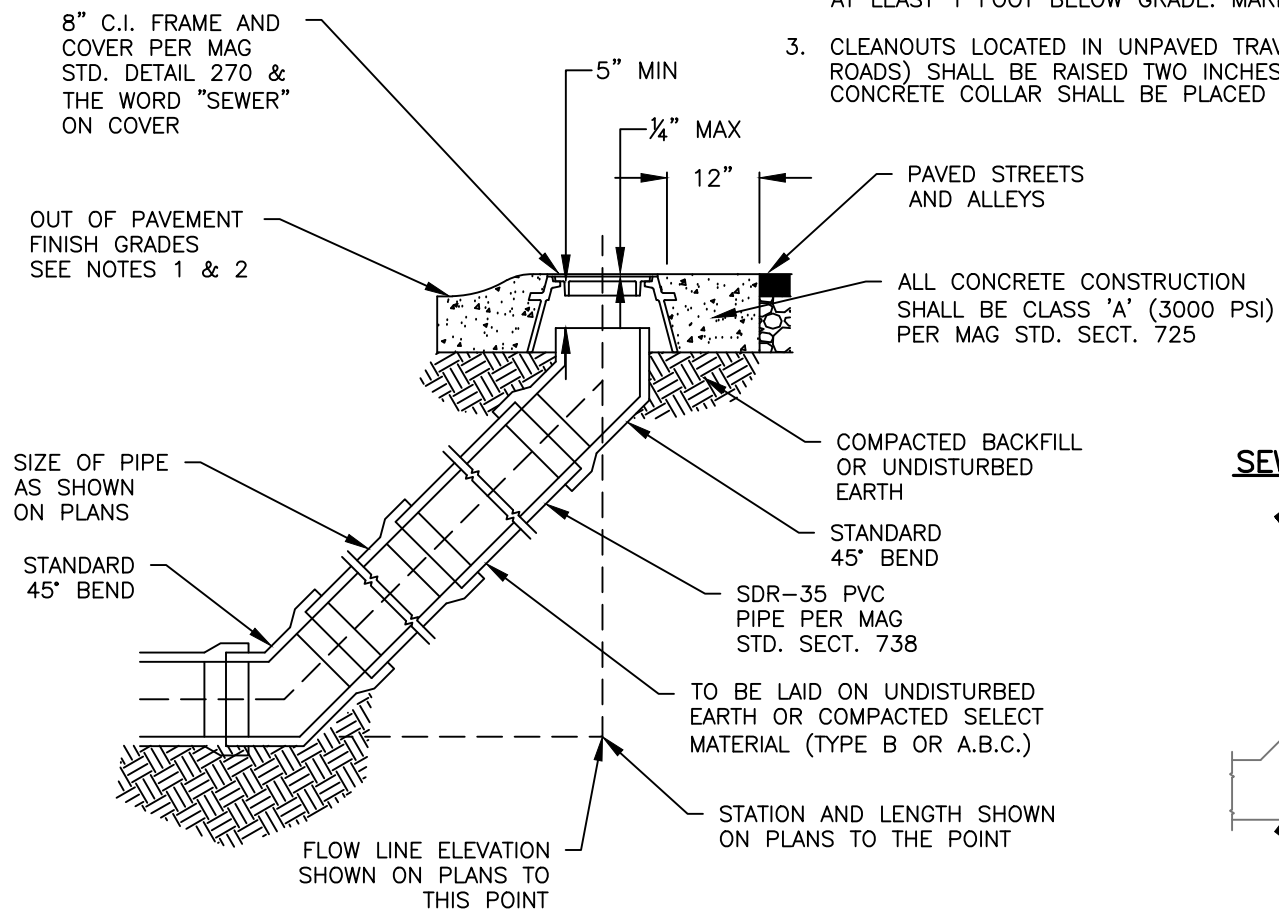 AT LEAST 1 FOOT BELOW GRADE.
3. CLEANOUTS LOCATED IN UNPAVED
ROADS) SHALL BE RAISED TWO INCHES
CONCRETE COLLAR SHALL BE PLACED
8" C.I. FRAME AND
COVER PER MAG
STD. DETAIL 270 &
THE WORD "SEWER"
ON COVER
5" MIN
¼" MAX
12"
PAVED STREETS
AND ALLEYS
OUT OF PAVEMENT
FINISH GRADES
SEE NOTES 1 & 2
ALL CONCRETE CONSTRUCTION
SHALL BE CLASS 'A' (3000 PSI)
PER MAG STD. SECT. 725
COMPACTED BACKFILL
OR UNDISTURBED
EARTH
SIZE OF PIPE
AS SHOWN
ON PLANS
STANDARD
45° BEND
STANDARD
45° BEND
SDR-35 PVC
PIPE PER MAG
STD. SECT. 738
TO BE LAID ON UNDISTURBED
EARTH OR COMPACTED SELECT
MATERIAL (TYPE B OR A.B.C.)
STATION AND LENGTH SHOWN
ON PLANS TO THE POINT
FLOW LINE ELEVATION
SHOWN ON PLANS TO
THIS POINT